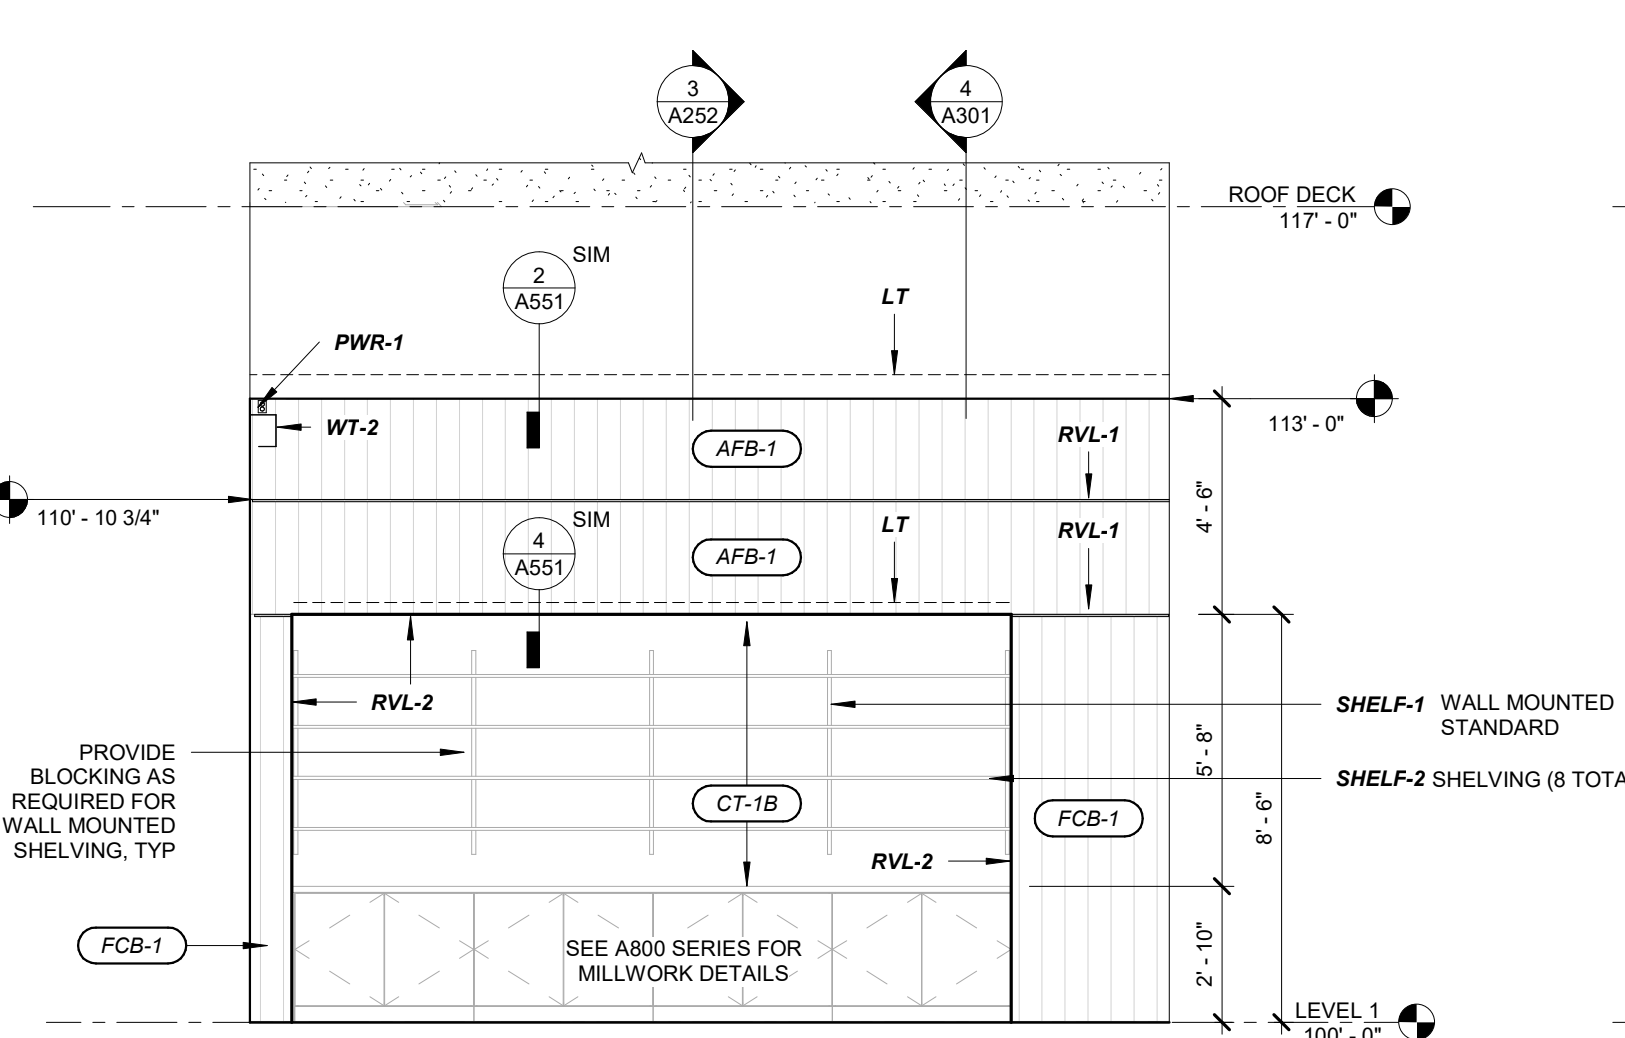 3
A252
4
A301
ROOF DECK
117' - 0"
SIM
2
A551
LT
PWR-1
WT-2
AFB-1
RVL-1
113' - 0"
110' - 10 3/4"
4' - 6"
SIM
4
A551
LT
RVL-1
AFB-1
RVL-2
SHELF-1 WALL MOUNTED
STANDARD
PROVIDE
BLOCKING AS
REQUIRED FOR
WALL MOUNTED
SHELVING, TYP
5' - 8"
SHELF-2 SHELVING (8 TOTA
CT-1B
FCB-1
8' - 6"
RVL-2
FCB-1
SEE A800 SERIES FOR
MILLWORK DETAILS
2' - 10"
LEVEL 1
100' - 0"